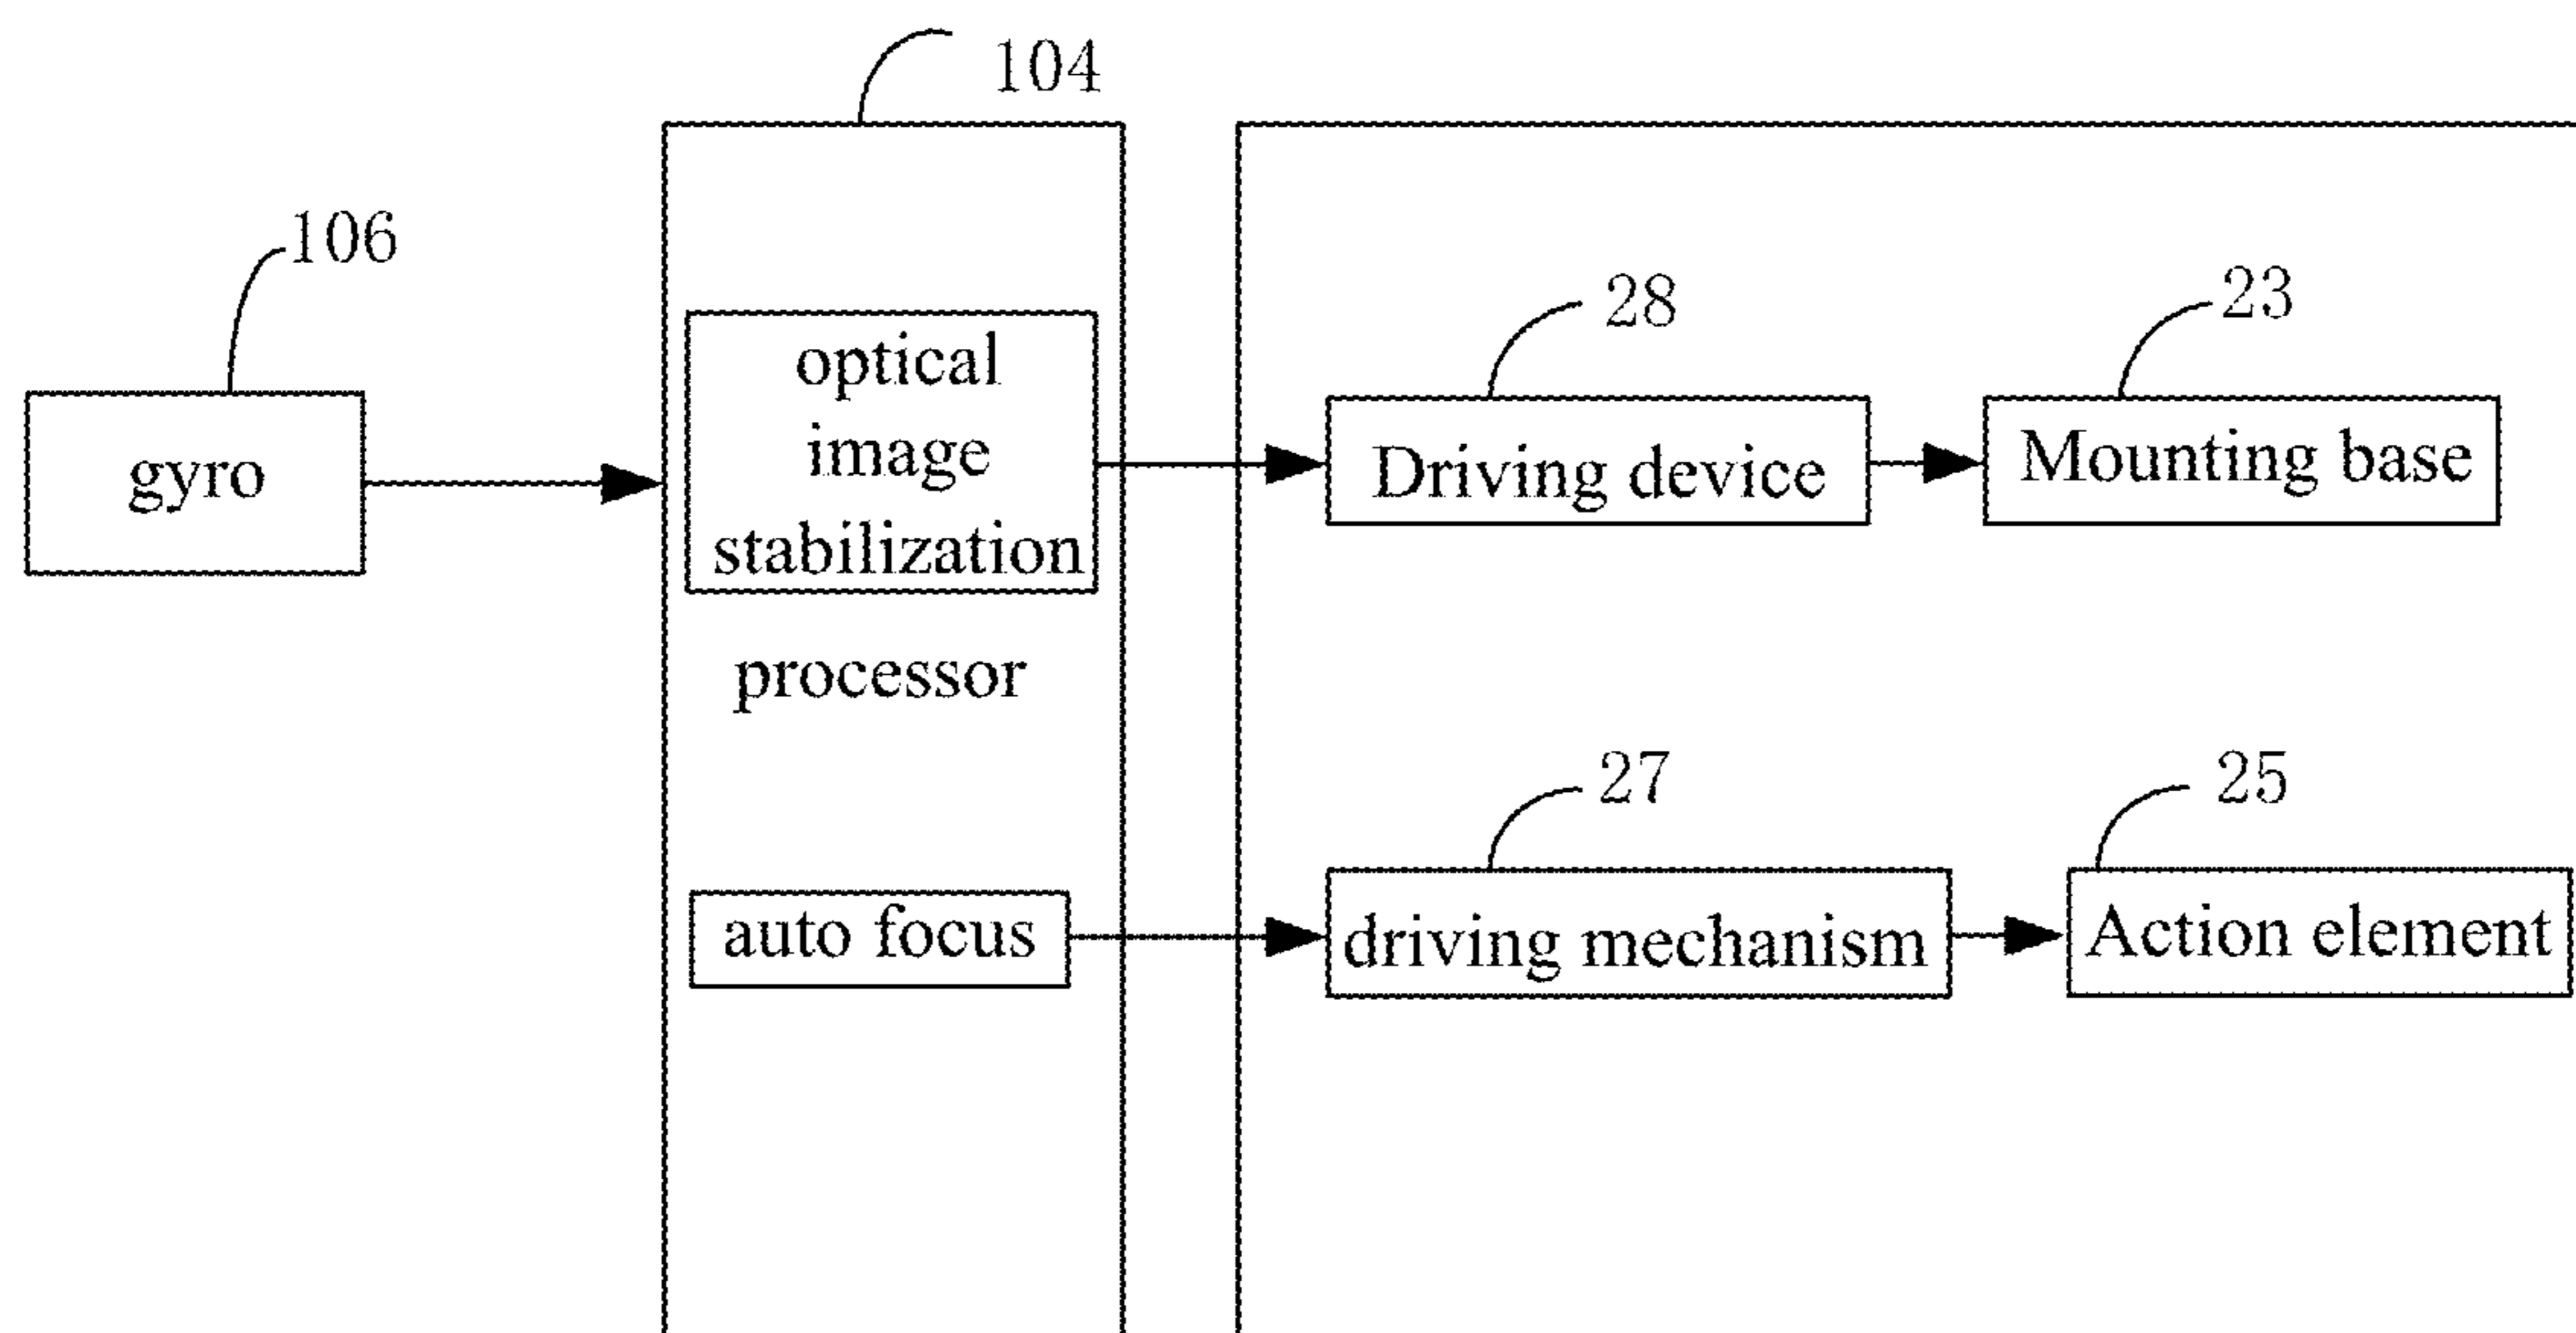 104
106
28
23
gyro
optical
image
stabilization
Driving device
Mounting base
processor
27
25
auto focus
driving mechanism
Action element